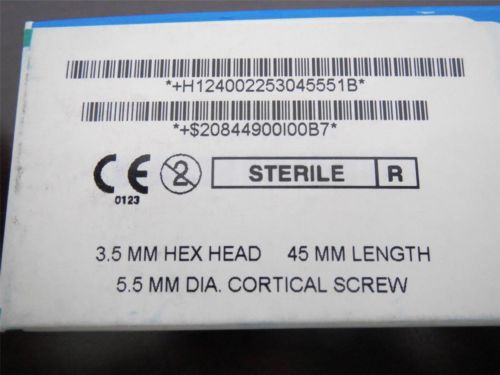 *+H124002253045551B*
*+$20844900I00B7*
CE 2 STERILE R
0123
3.5 MM HEX HEAD 45 MM LENGTH
5.5 MM DIA. CORTICAL SCREW